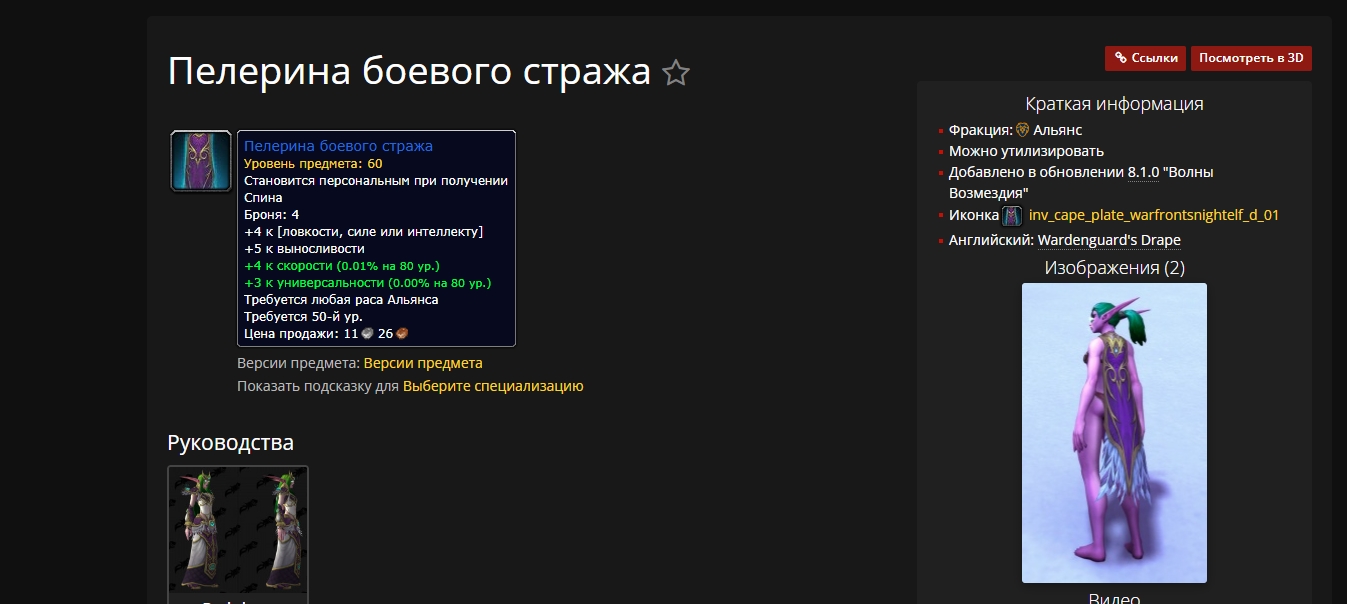 Пелерина боевого стража
Ссылки
Посмотреть в 3D
Пелерина боевого стража
Уровень предмета: 60
Становится персональным при получении
Спина
Броня: 4
+4 к [ловкости, силе или интеллекту]
+5 к выносливости
+4 к скорости (0.01% на 80 ур.)
+3 к универсальности (0.00% на 80 ур.)
Требуется любая раса Альянса
Требуется 50-й ур.
Цена продажи: 11 26
Версии предмета: Версии предмета
Показать подсказку для Выберите специализацию
Руководства
Краткая информация
Фракция: Альянс
Можно утилизировать
Добавлено в обновлении 8.1.0 "Волны
Возмездия"
Иконка inv_cape_plate_warfrontsnightelf_d_01
Английский: Wardenguard's Drape
Изображения (2)
Видео